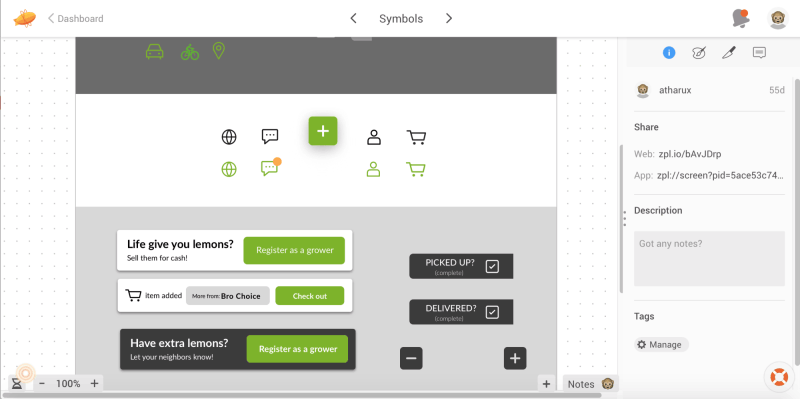 Dashboard
Symbols
atharux
55d
Share
Web: zpl.io/bAvJDrp
App: zpl://screen?pid=5ace53c74...
Description
Got any notes?
Tags
Manage
Life give you lemons?
Sell them for cash!
Register as a grower
item added
More from: Bro Choice
Check out
Have extra lemons?
Let your neighbors know!
Register as a grower
PICKED UP?
(complete)
DELIVERED?
(complete)
100%
Notes